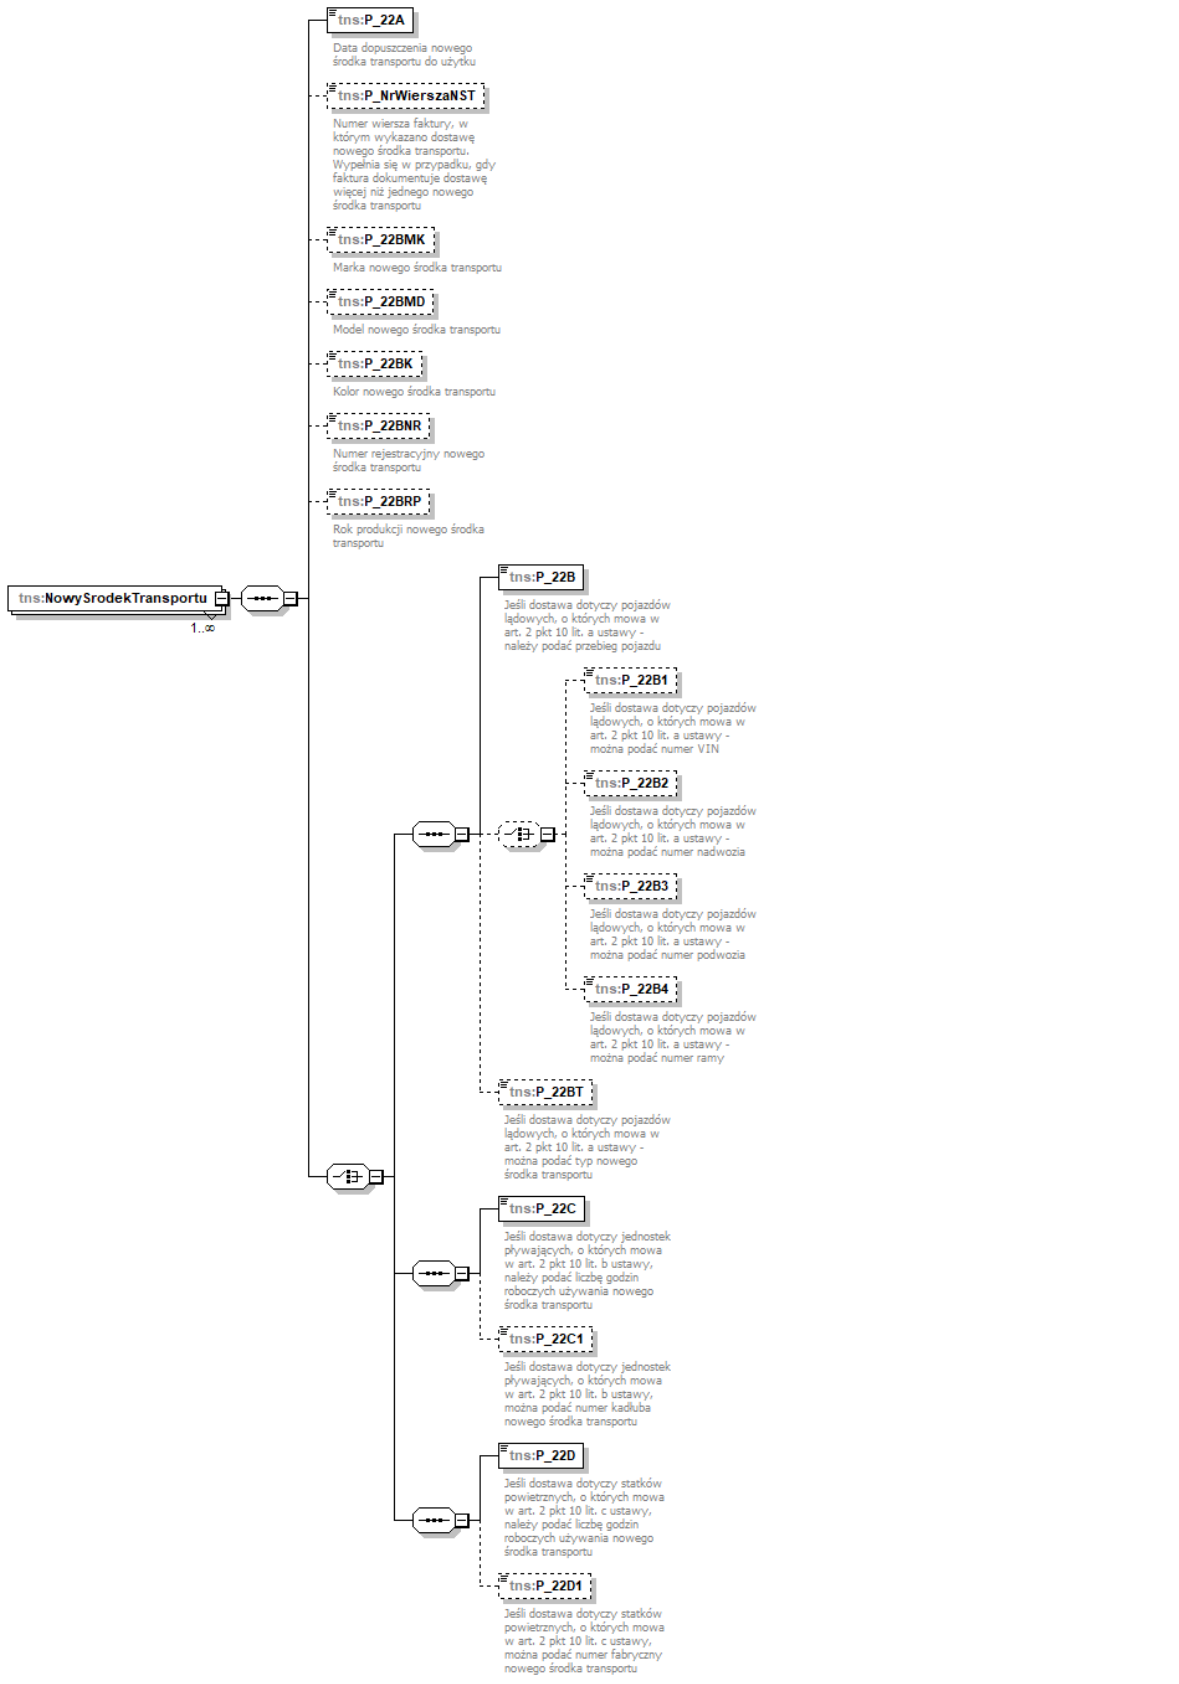 tns:P_22A
Data dopuszczenia nowego
środka transportu do użytku
tns:P_NrWierszaNST
Numer wiersza faktury, w
którym wykazano dostawę
nowego środka transportu.
Wypełnia się w przypadku, gdy
faktura dokumentuje dostawę
więcej niż jednego nowego
środka transportu
tns:P_22BMK
Marka nowego środka transportu
tns:P_22BMD
Model nowego środka transportu
tns:P_22BK
Kolor nowego środka transportu
tns:P_22BNR
Numer rejestracyjny nowego
środka transportu
tns:P_22BRP
Rok produkcji nowego środka
transportu
tns:NowySrodekTransportu
1..∞
tns:P_22B
Jeśli dostawa dotyczy pojazdów
lądowych, o których mowa w
art. 2 pkt 10 lit. a ustawy -
należy podać przebieg pojazdu
tns:P_22B1
Jeśli dostawa dotyczy pojazdów
lądowych, o których mowa w
art. 2 pkt 10 lit. a ustawy -
można podać numer VIN
tns:P_22B2
Jeśli dostawa dotyczy pojazdów
lądowych, o których mowa w
art. 2 pkt 10 lit. a ustawy -
można podać numer nadwozia
tns:P_22B3
Jeśli dostawa dotyczy pojazdów
lądowych, o których mowa w
art. 2 pkt 10 lit. a ustawy -
można podać numer podwozia
tns:P_22B4
Jeśli dostawa dotyczy pojazdów
lądowych, o których mowa w
art. 2 pkt 10 lit. a ustawy -
można podać numer ramy
tns:P_22BT
Jeśli dostawa dotyczy pojazdów
lądowych, o których mowa w
art. 2 pkt 10 lit. a ustawy -
można podać typ nowego
środka transportu
tns:P_22C
Jeśli dostawa dotyczy jednostek
pływających, o których mowa
w art. 2 pkt 10 lit. b ustawy,
należy podać liczbę godzin
roboczych używania nowego
środka transportu
tns:P_22C1
Jeśli dostawa dotyczy jednostek
pływających, o których mowa
w art. 2 pkt 10 lit. b ustawy,
można podać numer kadłuba
nowego środka transportu
tns:P_22D
Jeśli dostawa dotyczy statków
powietrznych, o których mowa
w art. 2 pkt 10 lit. c ustawy,
należy podać liczbę godzin
roboczych używania nowego
środka transportu
tns:P_22D1
Jeśli dostawa dotyczy statków
powietrznych, o których mowa
w art. 2 pkt 10 lit. c ustawy,
można podać numer fabryczny
nowego środka transportu